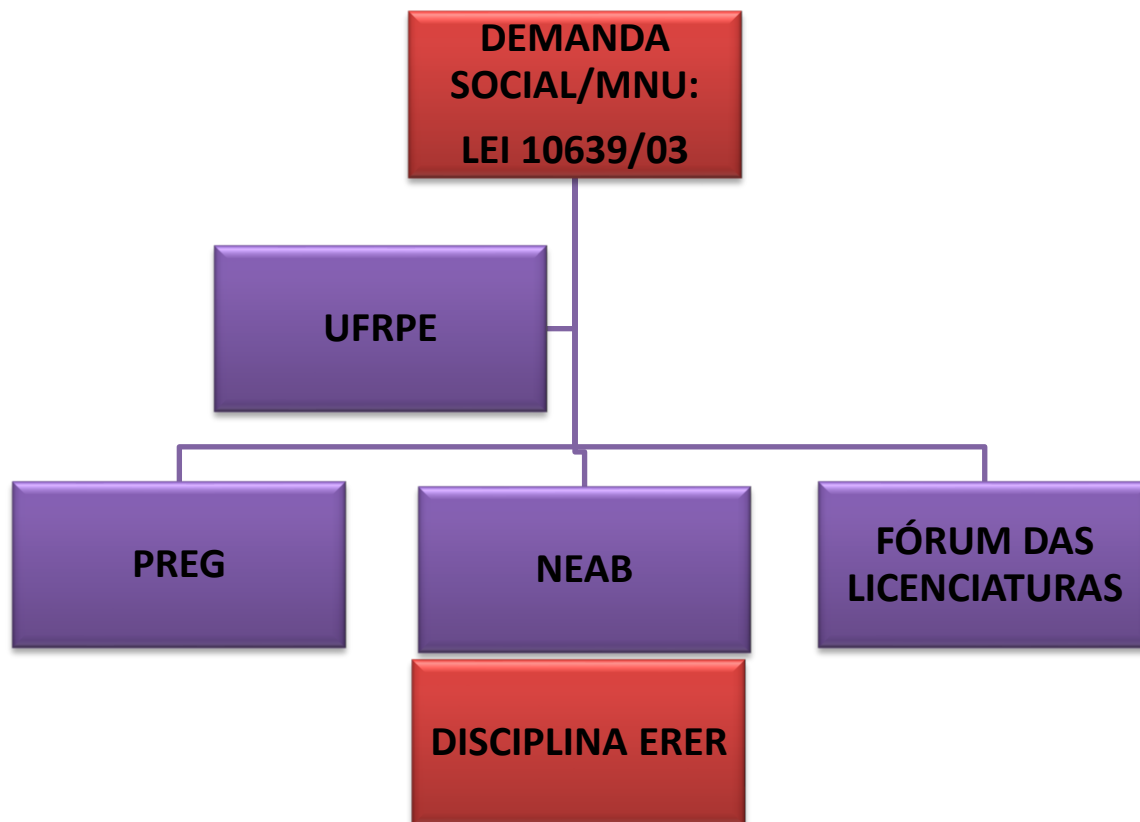 DEMANDA
SOCIAL/MNU:
LEI 10639/03
UFRPE
PREG
NEAB
FÓRUM DAS
LICENCIATURAS
DISCIPLINA ERER